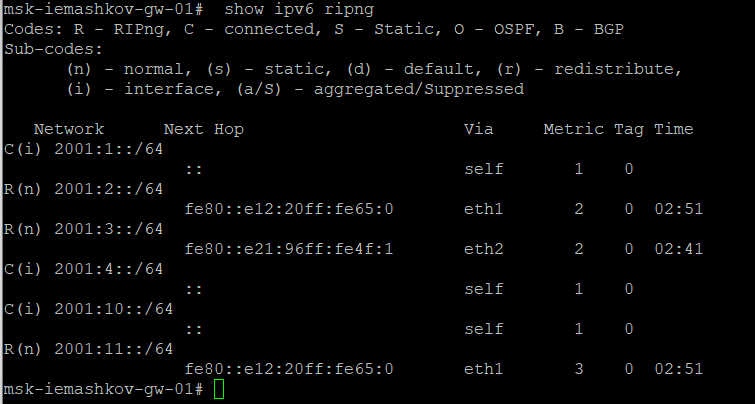 msk-iemashkov-gw-01#  show ipv6 ripng
Codes: R - RIPng, C - connected, S - Static, O - OSPF, B - BGP
Sub-codes:
      (n) - normal, (s) - static, (d) - default, (r) - redistribute,
      (i) - interface, (a/S) - aggregated/Suppressed

   Network      Next Hop                      Via     Metric Tag Time
C(i) 2001:1::/64
                  ::                          self       1    0
R(n) 2001:2::/64
                  fe80::e12:20ff:fe65:0       eth1       2    0  02:51
R(n) 2001:3::/64
                  fe80::e21:96ff:fe4f:1       eth2       2    0  02:41
C(i) 2001:4::/64
                  ::                          self       1    0
C(i) 2001:10::/64
                  ::                          self       1    0
R(n) 2001:11::/64
                  fe80::e12:20ff:fe65:0       eth1       3    0  02:51
msk-iemashkov-gw-01#